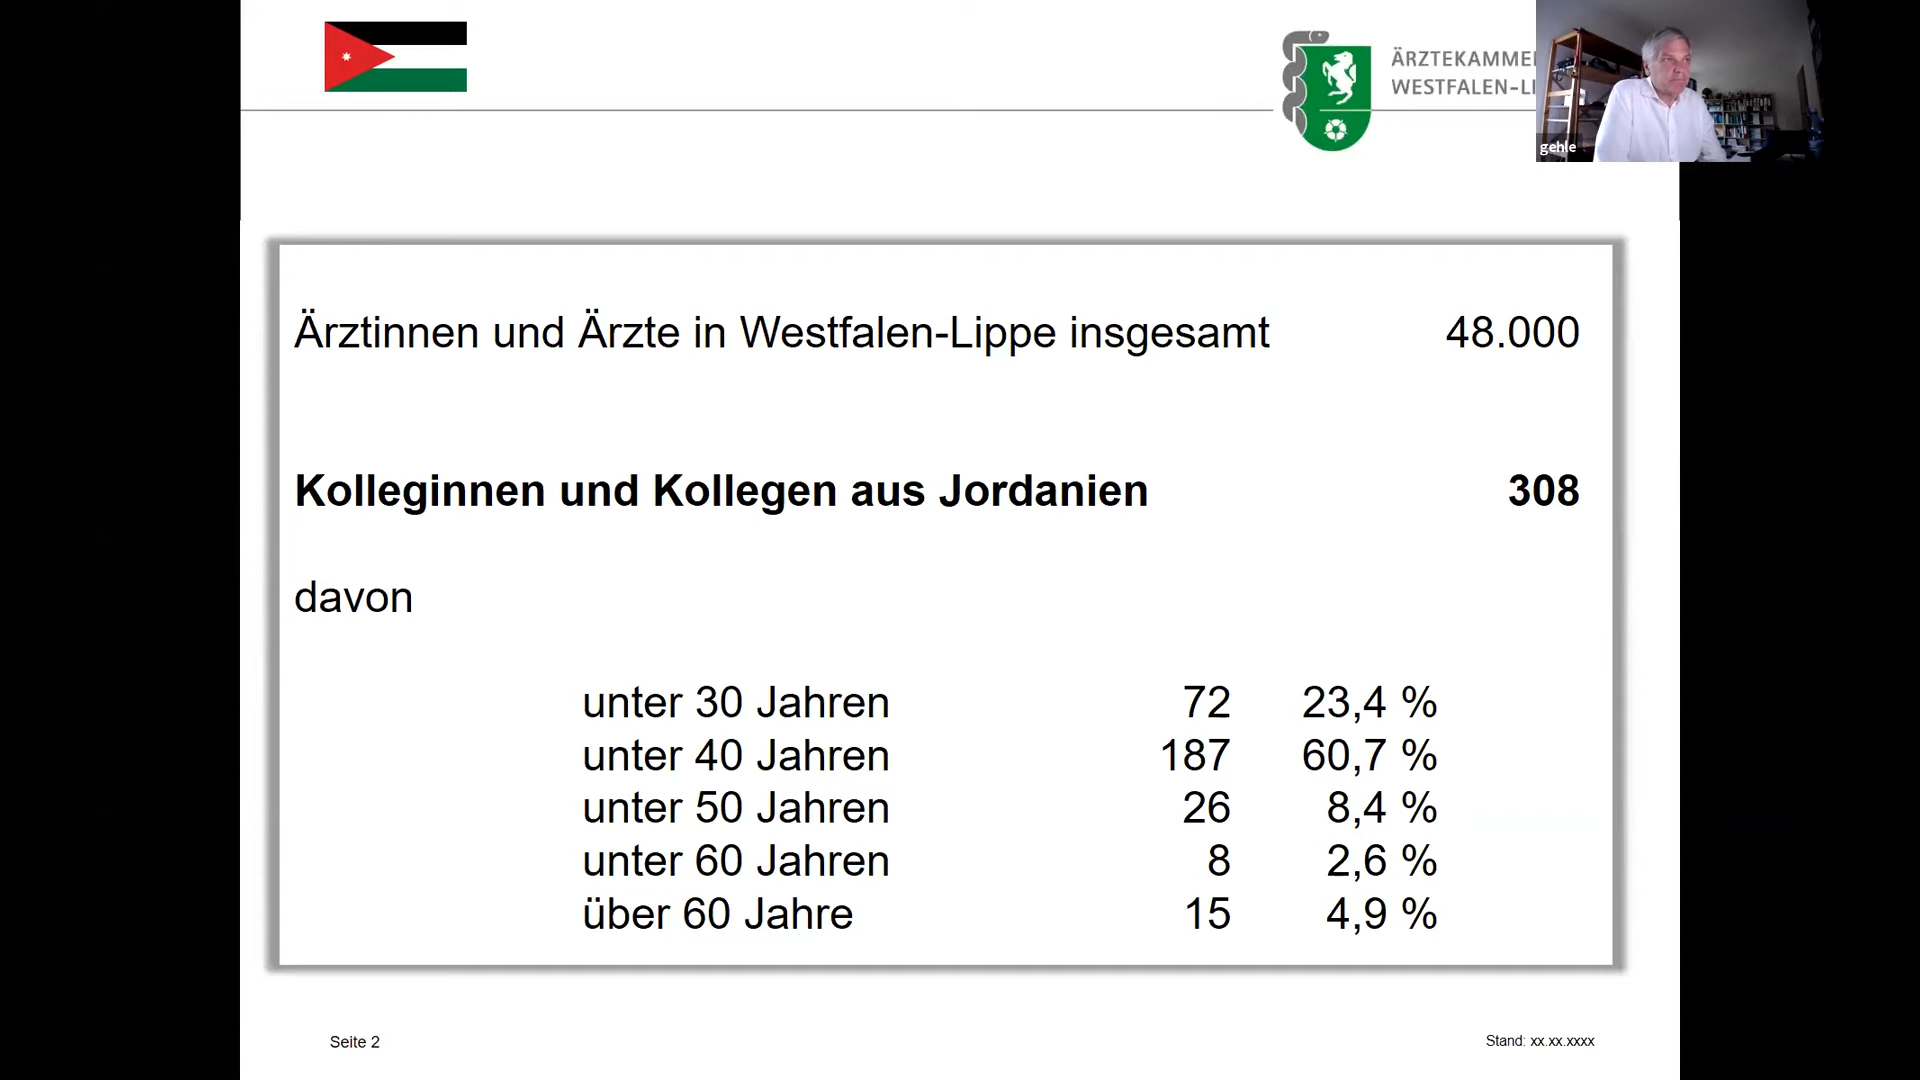 ÄRZTEKAMME
WESTFALEN-LI
gehle
Ärztinnen und Ärzte in Westfalen-Lippe insgesamt 48.000
Kolleginnen und Kollegen aus Jordanien 308
davon
unter 30 Jahren 72 23,4 %
unter 40 Jahren 187 60,7 %
unter 50 Jahren 26 8,4 %
unter 60 Jahren 8 2,6 %
über 60 Jahre 15 4,9 %
Seite 2 Stand: xx.xx.xxxx